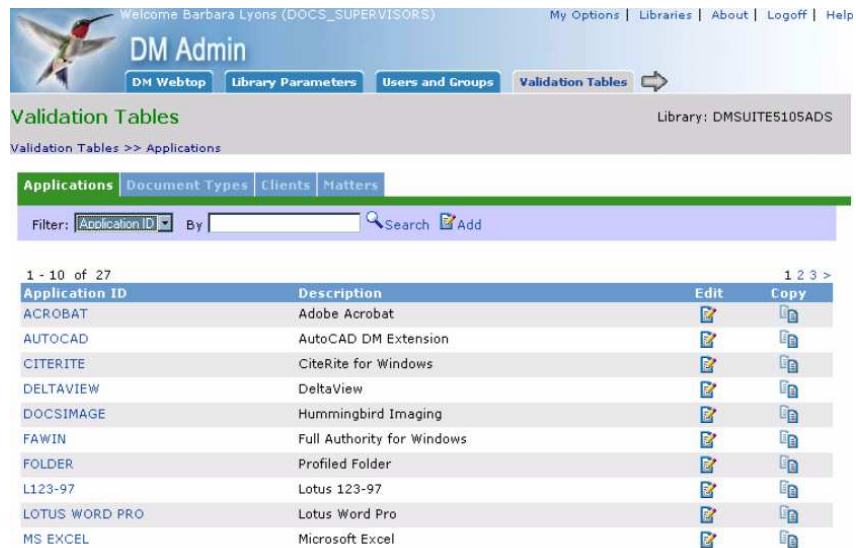 Welcome Barbara Lyons (DOCS_SUPERVISORS) My Options | Libraries | About | Logoff | Help
DM Admin
DM Webtop Library Parameters Users and Groups Validation Tables
Validation Tables Library: DMSUITE5105ADS
Validation Tables >> Applications
Applications Document Types Clients Matters
Filter: Application ID By Search Add
1 - 10 of 27 1 2 3 >
Application ID Description Edit Copy
ACROBAT Adobe Acrobat
AUTOCAD AutoCAD DM Extension
CITERITE CiteRite for Windows
DELTAVIEW DeltaView
DOCSIMAGE Hummingbird Imaging
FAWIN Full Authority for Windows
FOLDER Profiled Folder
L123-97 Lotus 123-97
LOTUS WORD PRO Lotus Word Pro
MS EXCEL Microsoft Excel